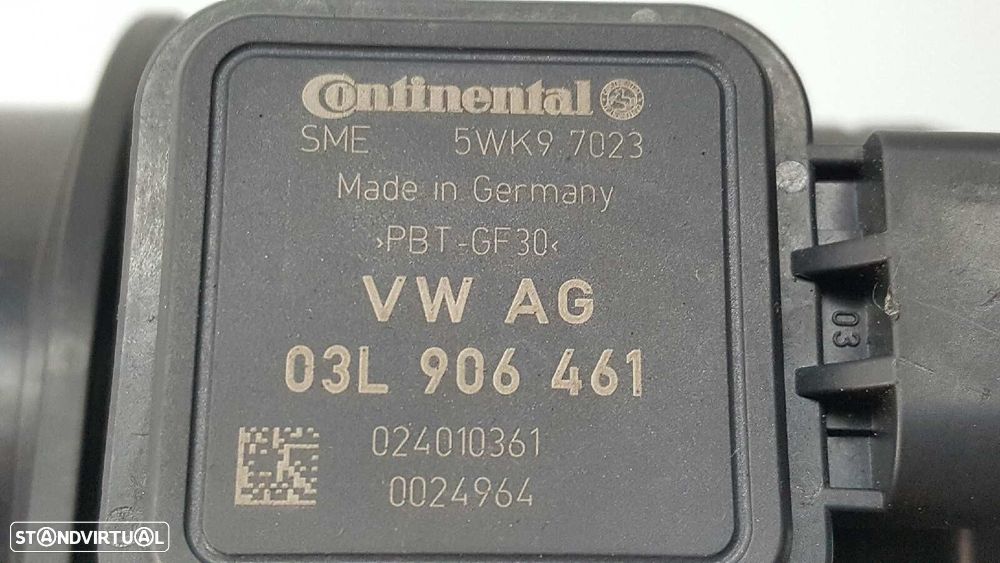 Continental
SME 5WK9 7023
Made in Germany
›PBT-GF30‹
VW AG
03L 906 461
024010361
0024964
03
STANDVIRTUAL